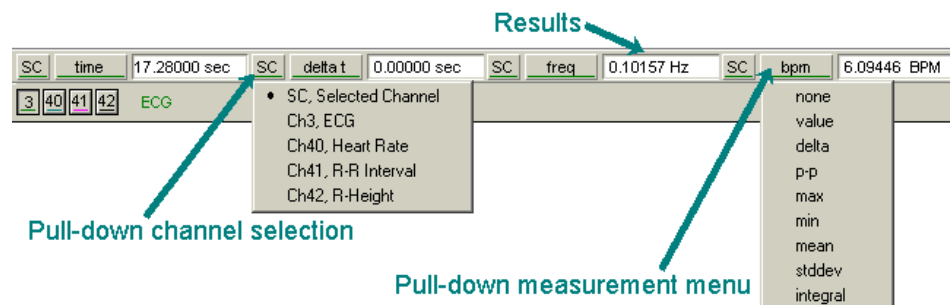 Results
SC time 17.28000 sec SC delta t 0.00000 sec SC freq 0.10157 Hz SC bpm 6.09446 BPM
3 40 41 42 ECG
• SC, Selected Channel
Ch3, ECG
Ch40, Heart Rate
Ch41, R-R Interval
Ch42, R-Height
none
value
delta
p-p
max
min
mean
stddev
integral
Pull-down channel selection
Pull-down measurement menu